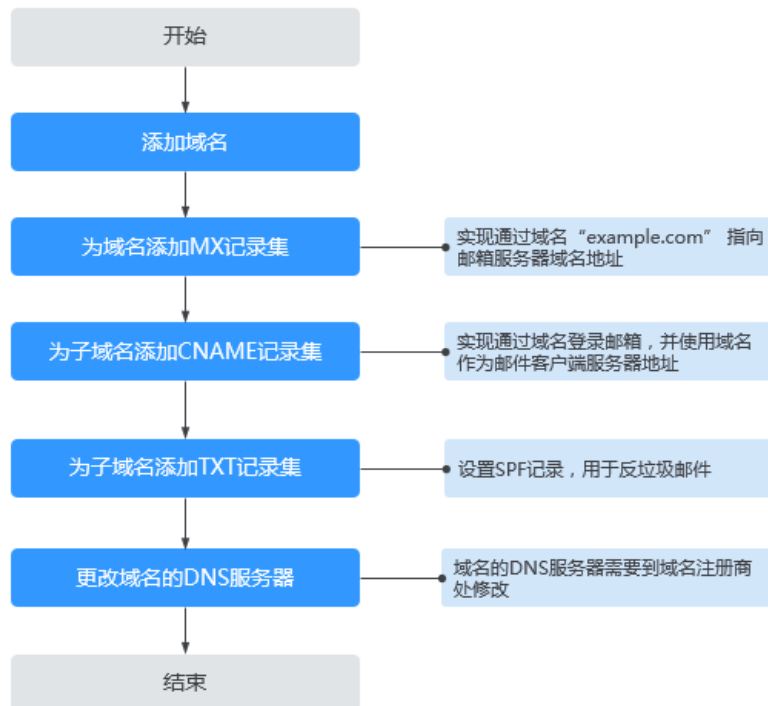 开始
添加域名
为域名添加MX记录集
实现通过域名“example.com” 指向
邮箱服务器域名地址
为子域名添加CNAME记录集
实现通过域名登录邮箱，并使用域名
作为邮件客户端服务器地址
为子域名添加TXT记录集
设置SPF记录，用于反垃圾邮件
更改域名的DNS服务器
域名的DNS服务器需要到域名注册商
处修改
结束